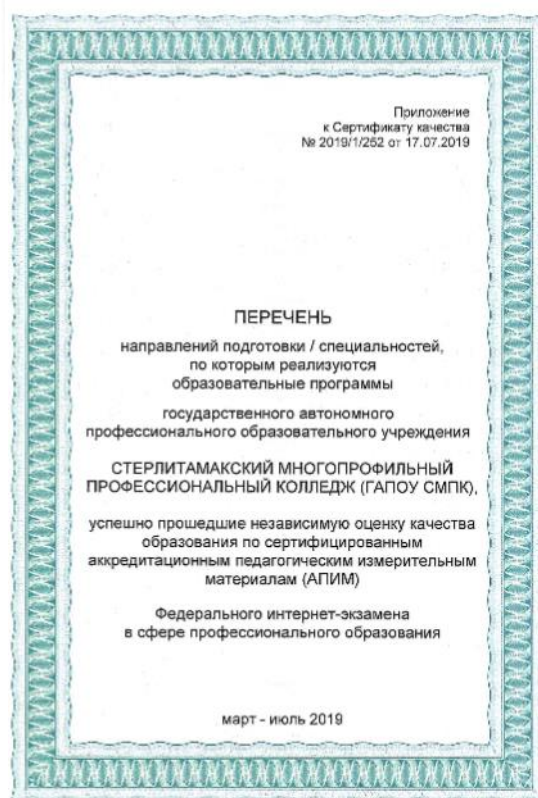 Приложение
к Сертификату качества
№ 2019/1/252 от 17.07.2019
ПЕРЕЧЕНЬ
направлений подготовки / специальностей,
по которым реализуются
образовательные программы
государственного автономного
профессионального образовательного учреждения
СТЕРЛИТАМАКСКИЙ МНОГОПРОФИЛЬНЫЙ
ПРОФЕССИОНАЛЬНЫЙ КОЛЛЕДЖ (ГАПОУ СМПК),
успешно прошедшие независимую оценку качества
образования по сертифицированным
аккредитационным педагогическим измерительным
материалам (АПИМ)
Федерального интернет-экзамена
в сфере профессионального образования
март - июль 2019